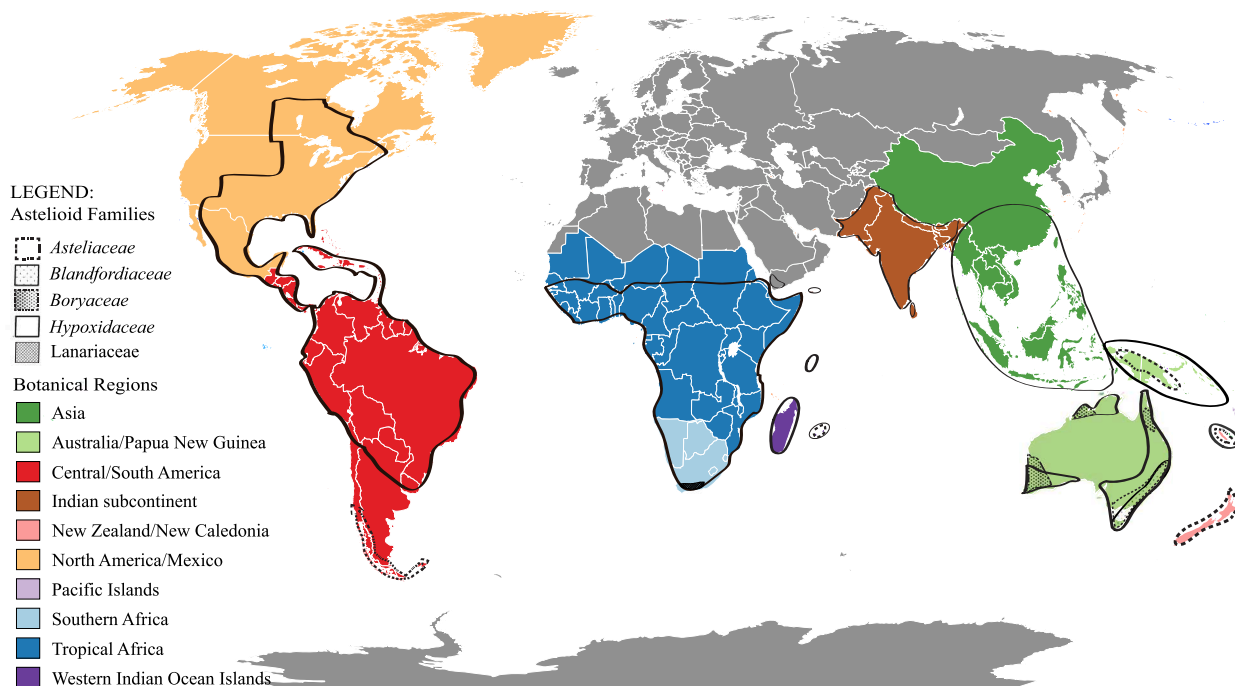 LEGEND:
Astelioid Families
Asteliaceae
Blandfordiaceae
Boryaceae
Hypoxidaceae
Lanariaceae
Botanical Regions
Asia
Australia/Papua New Guinea
Central/South America
Indian subcontinent
New Zealand/New Caledonia
North America/Mexico
Pacific Islands
Southern Africa
Tropical Africa
Western Indian Ocean Islands